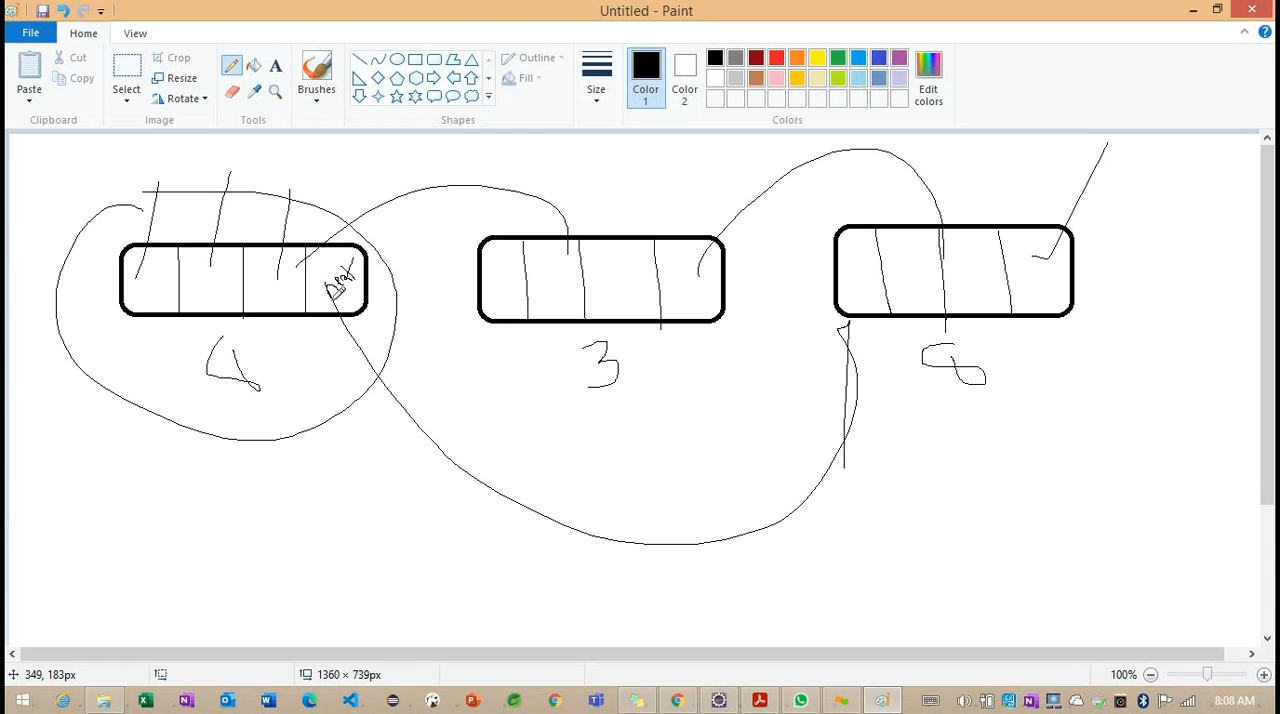 Untitled - Paint
File Home View
Paste
Cut
Copy
Clipboard
Select
Crop
Resize
Rotate
Image
A
Tools
Brushes
Shapes
Outline
Fill
Size
Color
1
Color
2
Edit
colors
Colors
4 3 8
349, 183px
1360 × 739px
100%
8:08 AM